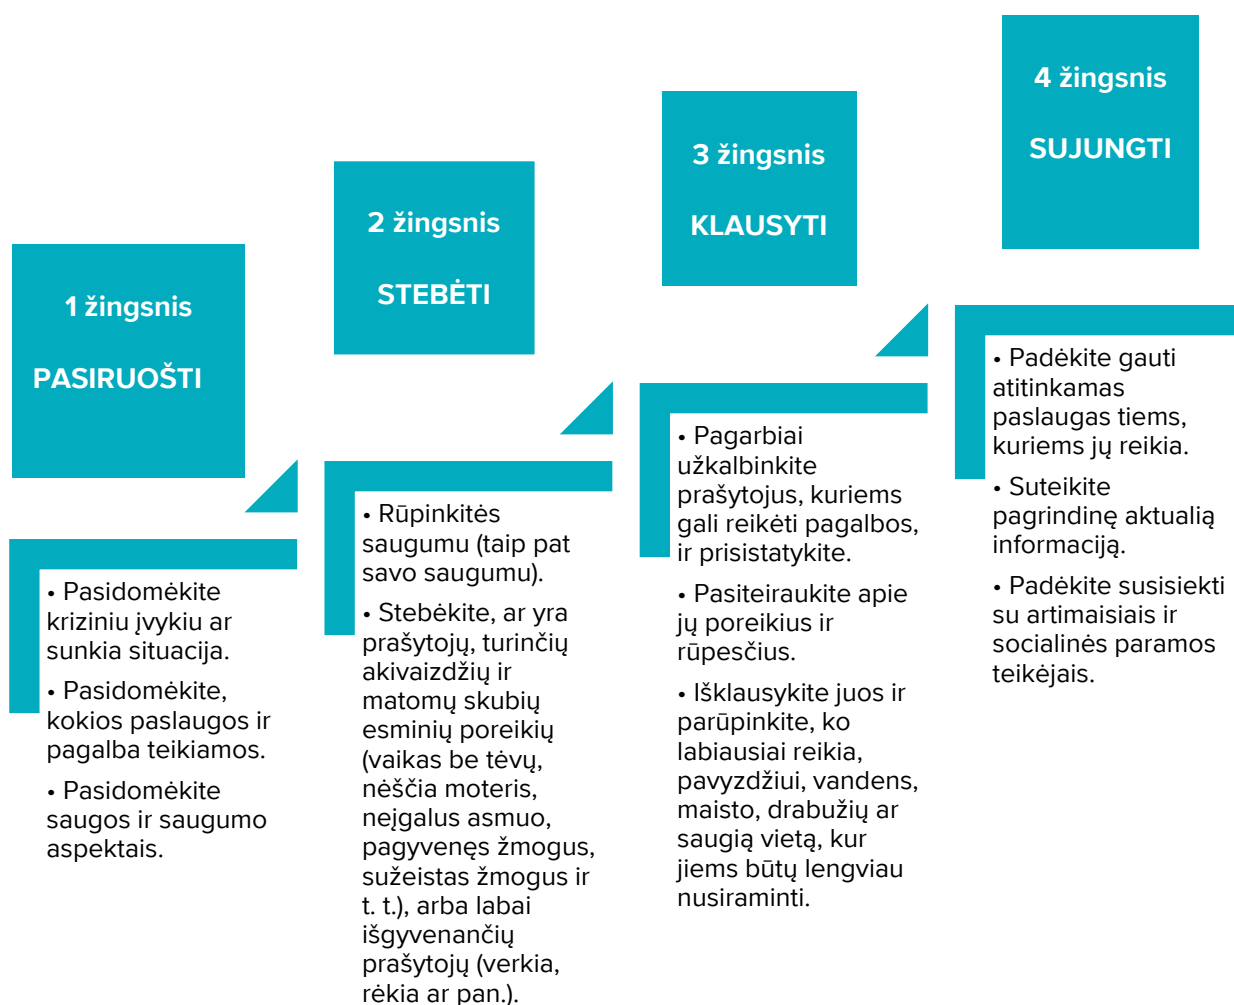 1 žingsnis
PASIRUOŠTI
• Pasidomėkite
kriziniu įvykiu ar
sunkia situacija.
• Pasidomėkite,
kokios paslaugos ir
pagalba teikiamos.
• Pasidomėkite
saugos ir saugumo
aspektais.
2 žingsnis
STEBĖTI
• Rūpinkitės
saugumu (taip pat
savo saugumu).
• Stebėkite, ar yra
prašytojų, turinčių
akivaizdžių ir
matomų skubių
esminių poreikių
(vaikas be tėvų,
nėščia moteris,
neįgalus asmuo,
pagyvenęs žmogus,
sužeistas žmogus ir
t. t.), arba labai
išgyvenančių
prašytojų (verkia,
rėkia ar pan.).
3 žingsnis
KLAUSYTI
• Pagarbiai
užkalbinkite
prašytojus, kuriems
gali reikėti pagalbos,
ir prisistatykite.
• Pasiteiraukite apie
jų poreikius ir
rūpesčius.
• Išklausykite juos ir
parūpinkite, ko
labiausiai reikia,
pavyzdžiui, vandens,
maisto, drabužių ar
saugią vietą, kur
jiems būtų lengviau
nusiraminti.
4 žingsnis
SUJUNGTI
• Padėkite gauti
atitinkamas
paslaugas tiems,
kuriems jų reikia.
• Suteikite
pagrindinę aktualią
informaciją.
• Padėkite susisiekti
su artimaisiais ir
socialinės paramos
teikėjais.